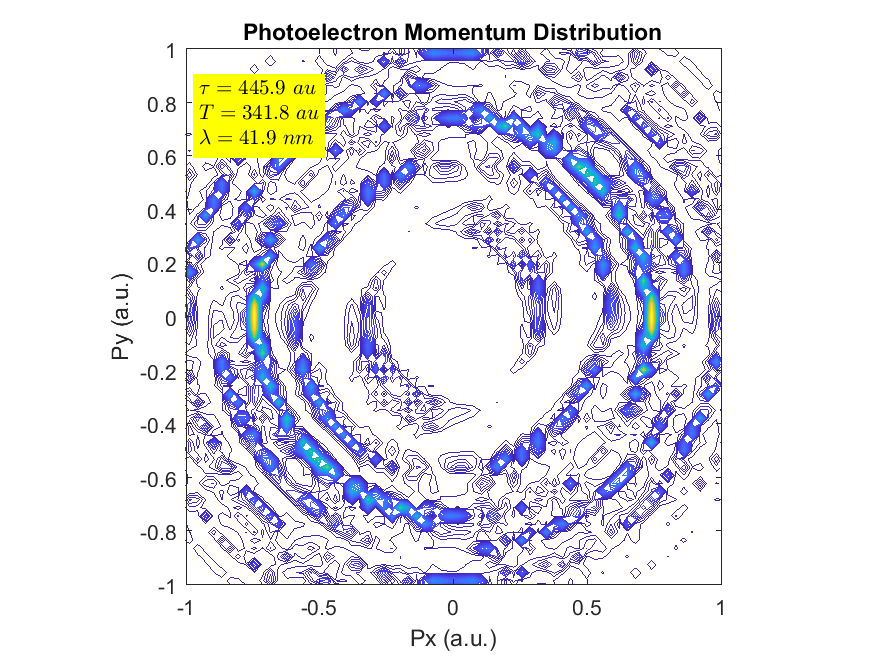 Photoelectron Momentum Distribution
τ = 445.9 au
T = 341.8 au
λ = 41.9 nm
1
0.8
0.6
0.4
0.2
0
-0.2
-0.4
-0.6
-0.8
-1
Py (a.u.)
-1 -0.5 0 0.5 1
Px (a.u.)